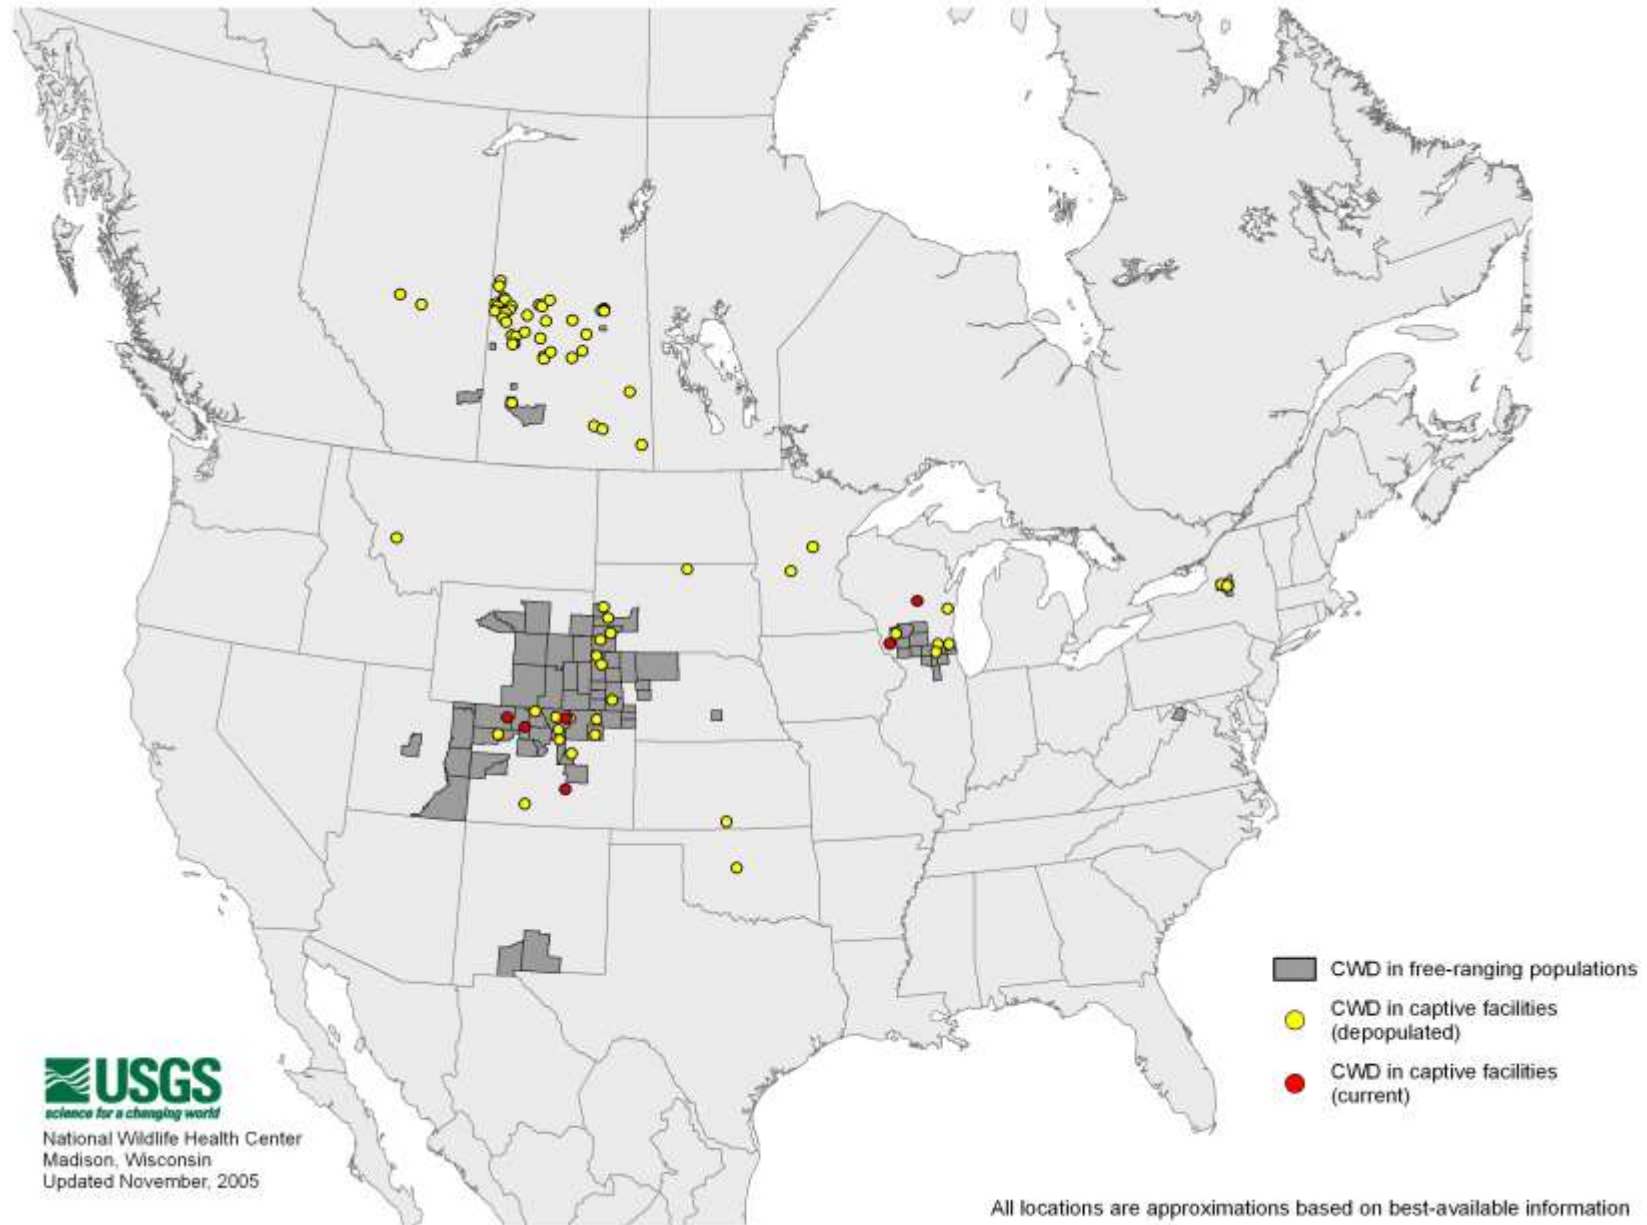 CWD in free-ranging populations
CWD in captive facilities
(depopulated)
CWD in captive facilities
(current)
USGS
science for a changing world
National Wildlife Health Center
Madison, Wisconsin
Updated November, 2005
All locations are approximations based on best-available information